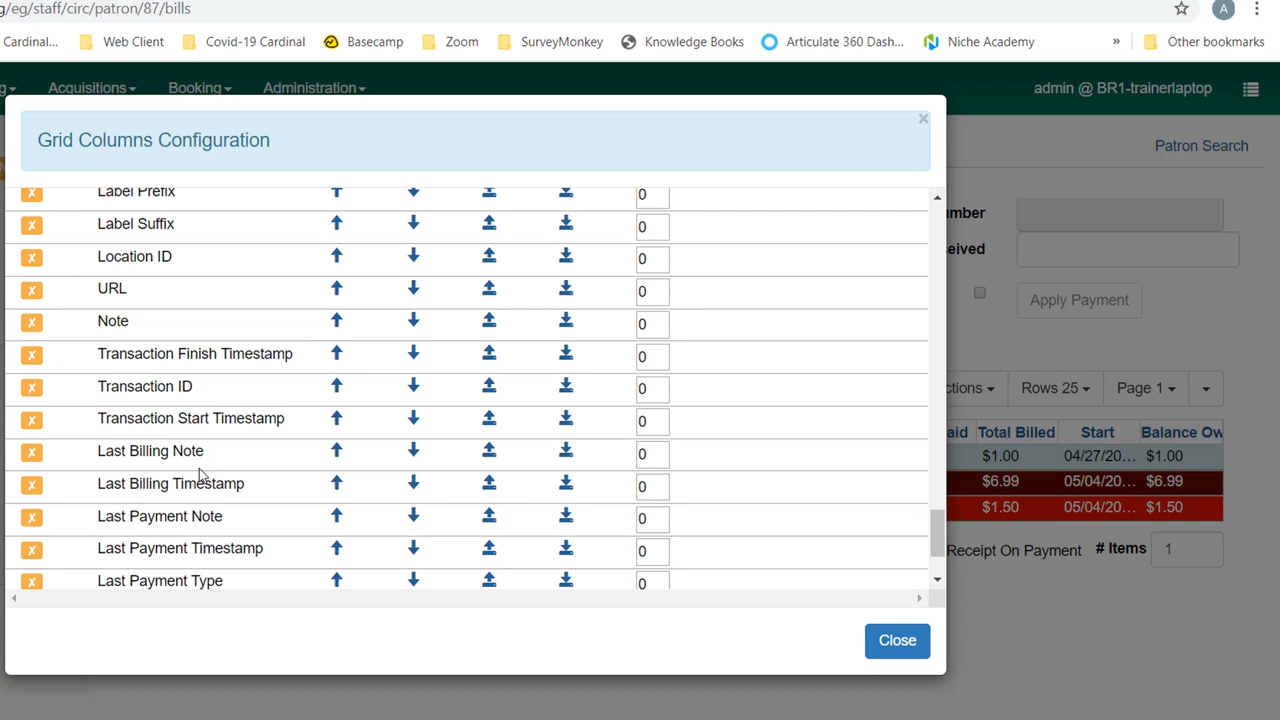 g/eg/staff/circ/patron/87/bills
A
Cardinal... Web Client Covid-19 Cardinal Basecamp Zoom SurveyMonkey Knowledge Books Articulate 360 Dash... Niche Academy » Other bookmarks
g Acquisitions Booking Administration admin @ BR1-trainerlaptop
Grid Columns Configuration ×
Patron Search
Label Prefix 0
umber
Label Suffix 0
eived
Location ID 0
URL 0
Apply Payment
Note 0
Transaction Finish Timestamp 0
Transaction ID 0
ctions Rows 25 Page 1
Transaction Start Timestamp 0
aid Total Billed Start Balance Ow
Last Billing Note 0
$1.00 04/27/20... $1.00
Last Billing Timestamp 0
$6.99 05/04/20... $6.99
Last Payment Note 0
$1.50 05/04/20... $1.50
Last Payment Timestamp 0
Receipt On Payment # Items 1
Last Payment Type 0
Close